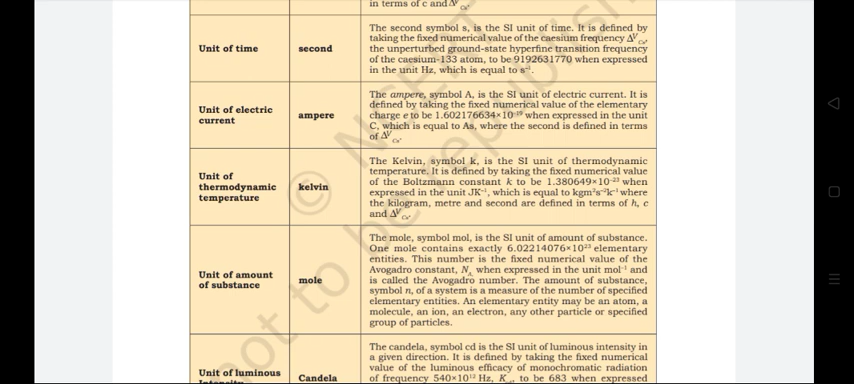 in terms of c and ΔV Cs.
Unit of time
second
The second symbol s, is the SI unit of time. It is defined by
taking the fixed numerical value of the caesium frequency ΔV Cs,
the unperturbed ground-state hyperfine transition frequency
of the caesium-133 atom, to be 9192631770 when expressed
in the unit Hz, which is equal to s⁻¹.
Unit of electric
current
ampere
The ampere, symbol A, is the SI unit of electric current. It is
defined by taking the fixed numerical value of the elementary
charge e to be 1.602176634×10⁻¹⁹ when expressed in the unit
C, which is equal to As, where the second is defined in terms
of ΔV Cs.
Unit of
thermodynamic
temperature
kelvin
The Kelvin, symbol k, is the SI unit of thermodynamic
temperature. It is defined by taking the fixed numerical value
of the Boltzmann constant k to be 1.380649×10⁻²³ when
expressed in the unit JK⁻¹, which is equal to kgm²s⁻²k⁻¹ where
the kilogram, metre and second are defined in terms of h, c
and ΔV Cs.
Unit of amount
of substance
mole
The mole, symbol mol, is the SI unit of amount of substance.
One mole contains exactly 6.02214076×10²³ elementary
entities. This number is the fixed numerical value of the
Avogadro constant, N A, when expressed in the unit mol⁻¹ and
is called the Avogadro number. The amount of substance,
symbol n, of a system is a measure of the number of specified
elementary entities. An elementary entity may be an atom, a
molecule, an ion, an electron, any other particle or specified
group of particles.
Unit of luminous
Intensity
Candela
The candela, symbol cd is the SI unit of luminous intensity in
a given direction. It is defined by taking the fixed numerical
value of the luminous efficacy of monochromatic radiation
of frequency 540×10¹² Hz, K cd, to be 683 when expressed
© NCERT
not to be republish